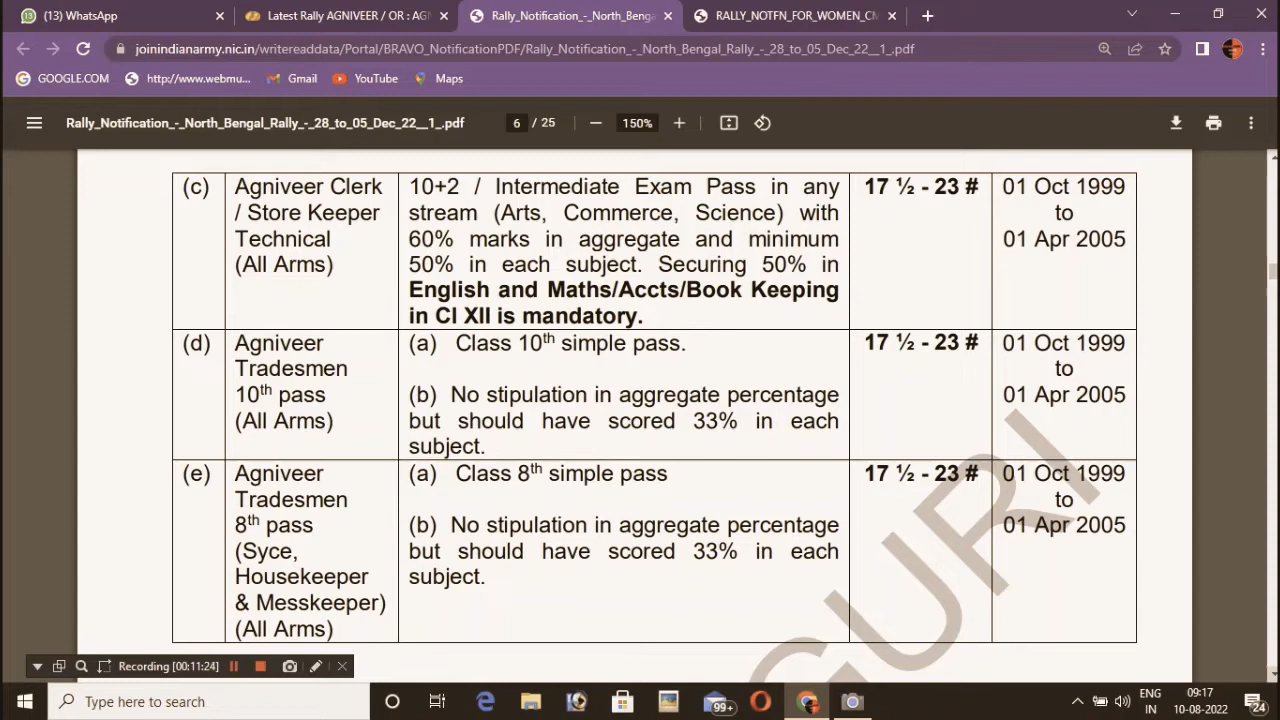 (13) WhatsApp
Latest Rally AGNIVEER / OR : AGN
Rally_Notification_-_North_Beng
RALLY_NOTFN_FOR_WOMEN_CM
joinindianarmy.nic.in/writereaddata/Portal/BRAVO_NotificationPDF/Rally_Notification_-_North_Bengal_Rally_-_28_to_05_Dec_22__1_.pdf
GOOGLE.COM
http://www.webmu...
Gmail
YouTube
Maps
Rally_Notification_-_North_Bengal_Rally_-_28_to_05_Dec_22__1_.pdf
6 / 25
150%
(c)
Agniveer Clerk
/ Store Keeper
Technical
(All Arms)
10+2 / Intermediate Exam Pass in any
stream (Arts, Commerce, Science) with
60% marks in aggregate and minimum
50% in each subject. Securing 50% in
English and Maths/Accts/Book Keeping
in Cl XII is mandatory.
17 ½ - 23 #
01 Oct 1999
to
01 Apr 2005
(d)
Agniveer
Tradesmen
10th pass
(All Arms)
(a) Class 10th simple pass.
(b) No stipulation in aggregate percentage
but should have scored 33% in each
subject.
17 ½ - 23 #
01 Oct 1999
to
01 Apr 2005
(e)
Agniveer
Tradesmen
8th pass
(Syce,
Housekeeper
& Messkeeper)
(All Arms)
(a) Class 8th simple pass
(b) No stipulation in aggregate percentage
but should have scored 33% in each
subject.
17 ½ - 23 #
01 Oct 1999
to
01 Apr 2005
GURI
Recording [00:11:24]
Type here to search
99+
ENG
IN
09:17
10-08-2022
24